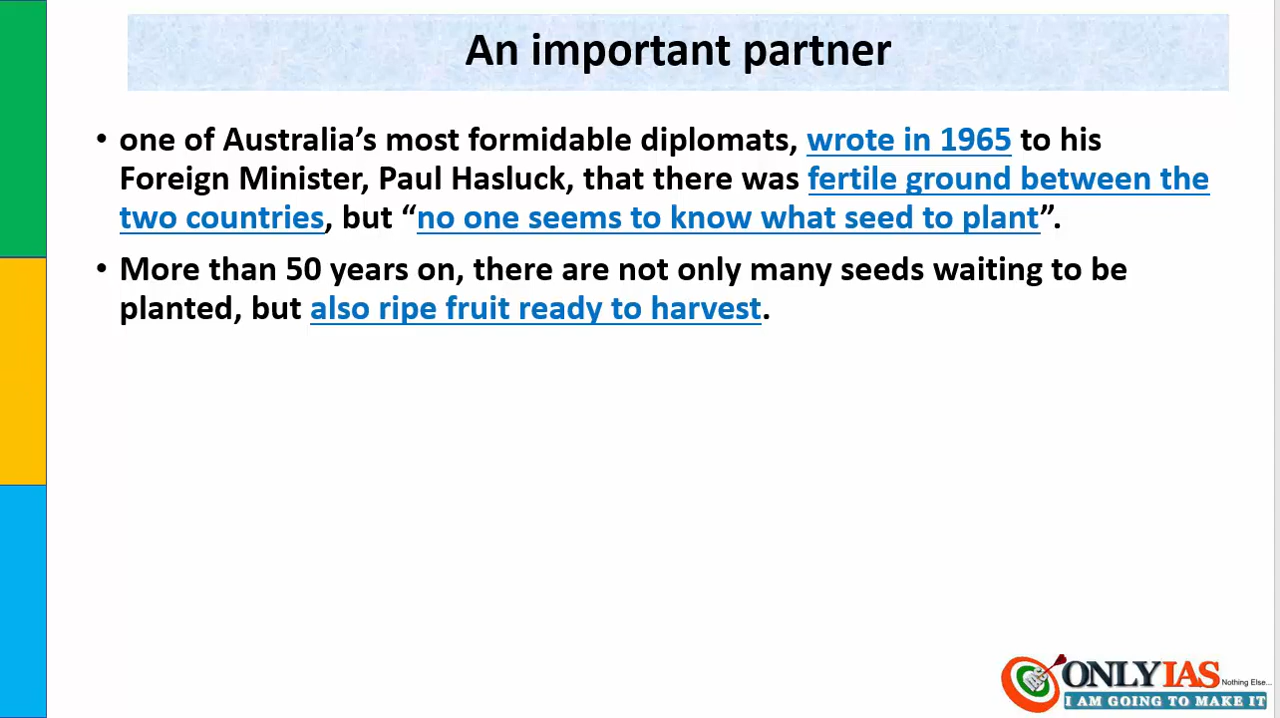 An important partner
• one of Australia’s most formidable diplomats, wrote in 1965 to his
Foreign Minister, Paul Hasluck, that there was fertile ground between the
two countries, but “no one seems to know what seed to plant”.
• More than 50 years on, there are not only many seeds waiting to be
planted, but also ripe fruit ready to harvest.
ONLYIAS
Nothing Else...
I AM GOING TO MAKE IT